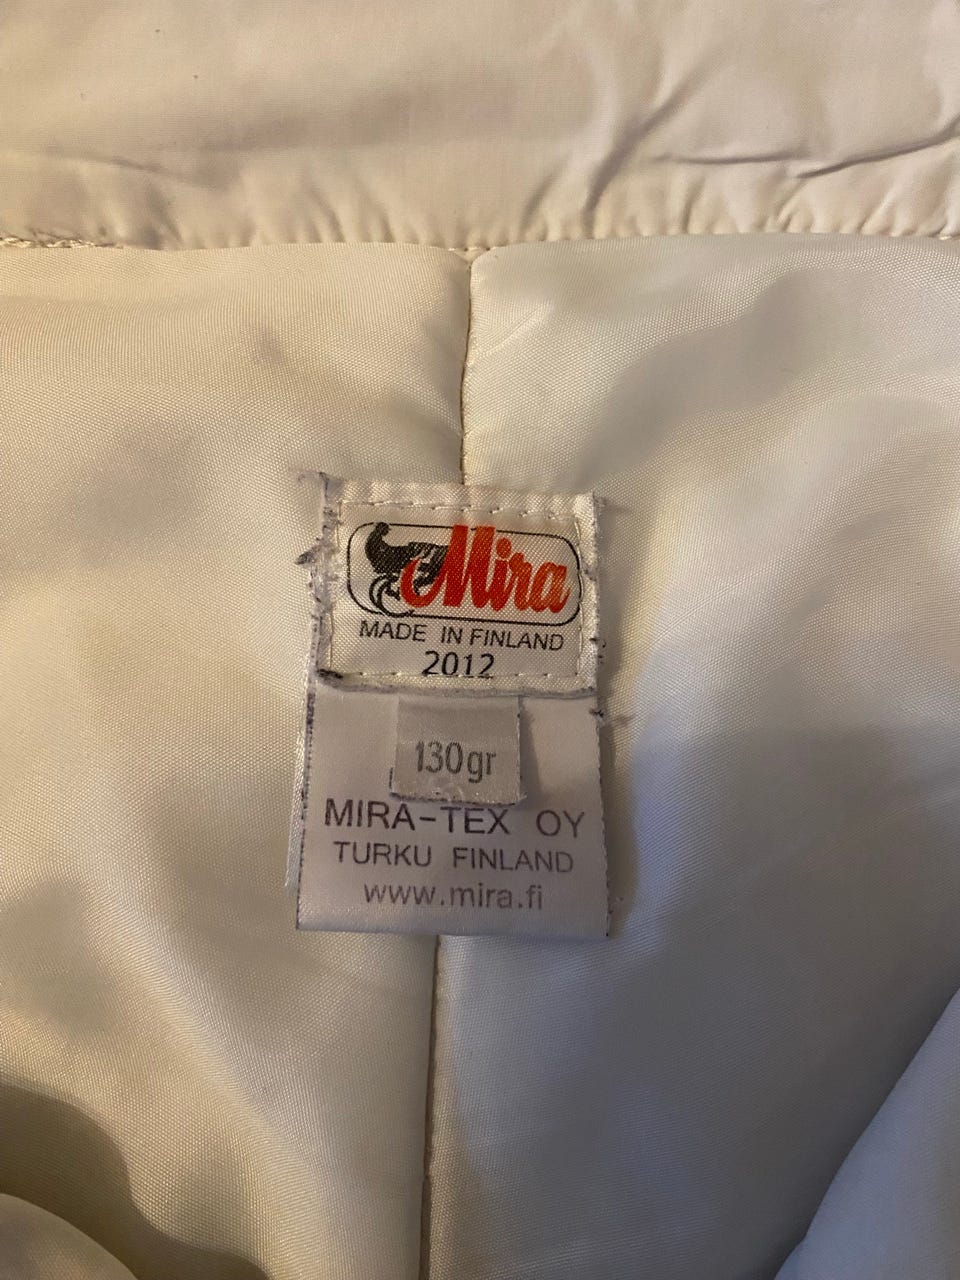 Mira
MADE IN FINLAND
2012
130gr
MIRA-TEX OY
TURKU FINLAND
www.mira.fi